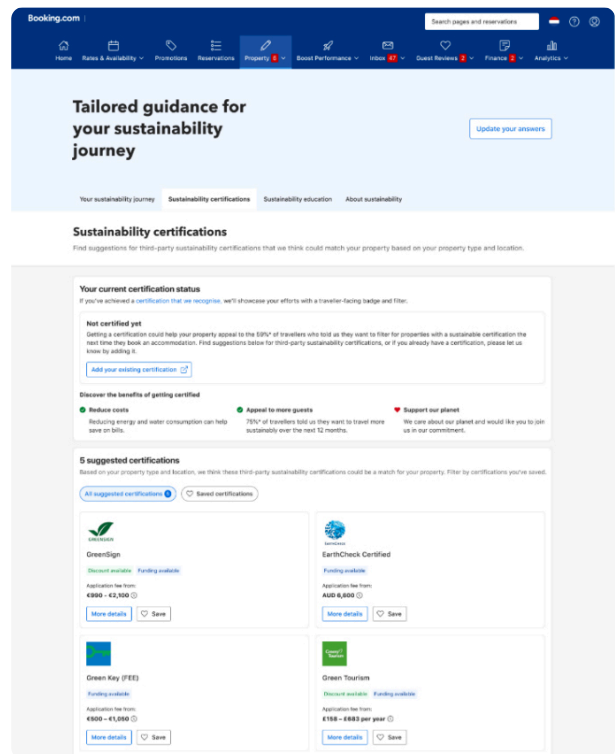 Booking.com
Search pages and reservations
Home
Rates & Availability
Promotions
Reservations
Property 8
Boost Performance
Inbox 47
Guest Reviews 2
Finance 2
Analytics
Tailored guidance for
your sustainability
journey
Update your answers
Your sustainability journey
Sustainability certifications
Sustainability education
About sustainability
Sustainability certifications
Find suggestions for third-party sustainability certifications that we think could match your property based on your property type and location.
Your current certification status
If you've achieved a certification that we recognise, we'll showcase your efforts with a traveller-facing badge and filter.
Not certified yet
Getting a certification could help your property appeal to the 59%* of travellers who told us they want to filter for properties with a sustainable certification the
next time they book an accommodation. Find suggestions below for third-party sustainability certifications, or if you already have a certification, please let us
know by adding it.
Add your existing certification
Discover the benefits of getting certified
Reduce costs
Reducing energy and water consumption can help
save on bills.
Appeal to more guests
75%* of travellers told us they want to travel more
sustainably over the next 12 months.
Support our planet
We care about our planet and would like you to join
us in our commitment.
5 suggested certifications
Based on your property type and location, we think these third-party sustainability certifications could be a match for your property. Filter by certifications you've saved.
All suggested certifications 5
Saved certifications
GREENSIGN
GreenSign
Discount available Funding available
Application fee from:
€990 – €2,100
More details
Save
EarthCheck
EarthCheck Certified
Funding available
Application fee from:
AUD 6,600
More details
Save
Green Key (FEE)
Funding available
Application fee from:
€500 – €1,090
More details
Save
Green Tourism
Green Tourism
Discount available Funding available
Application fee from:
£158 – £683 per year
More details
Save